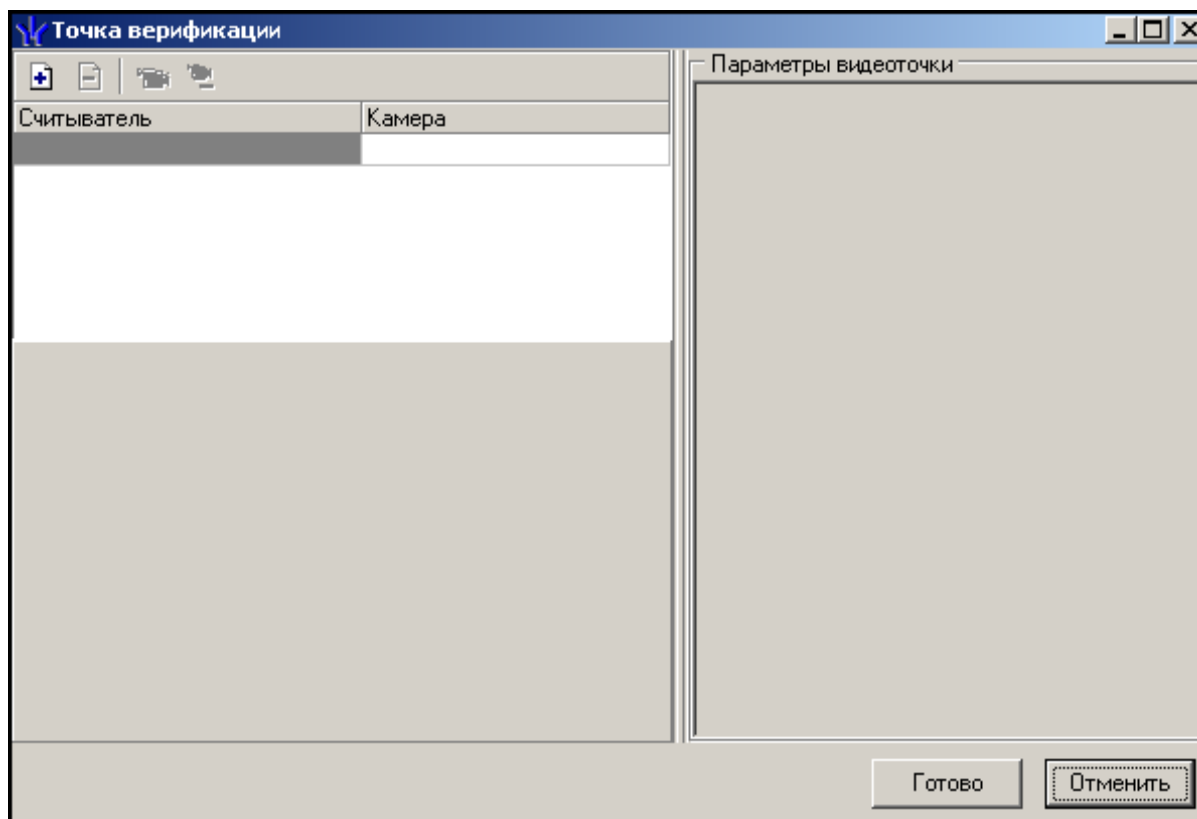 Точка верификации
Параметры видеоточки
Считыватель Камера
Готово Отменить